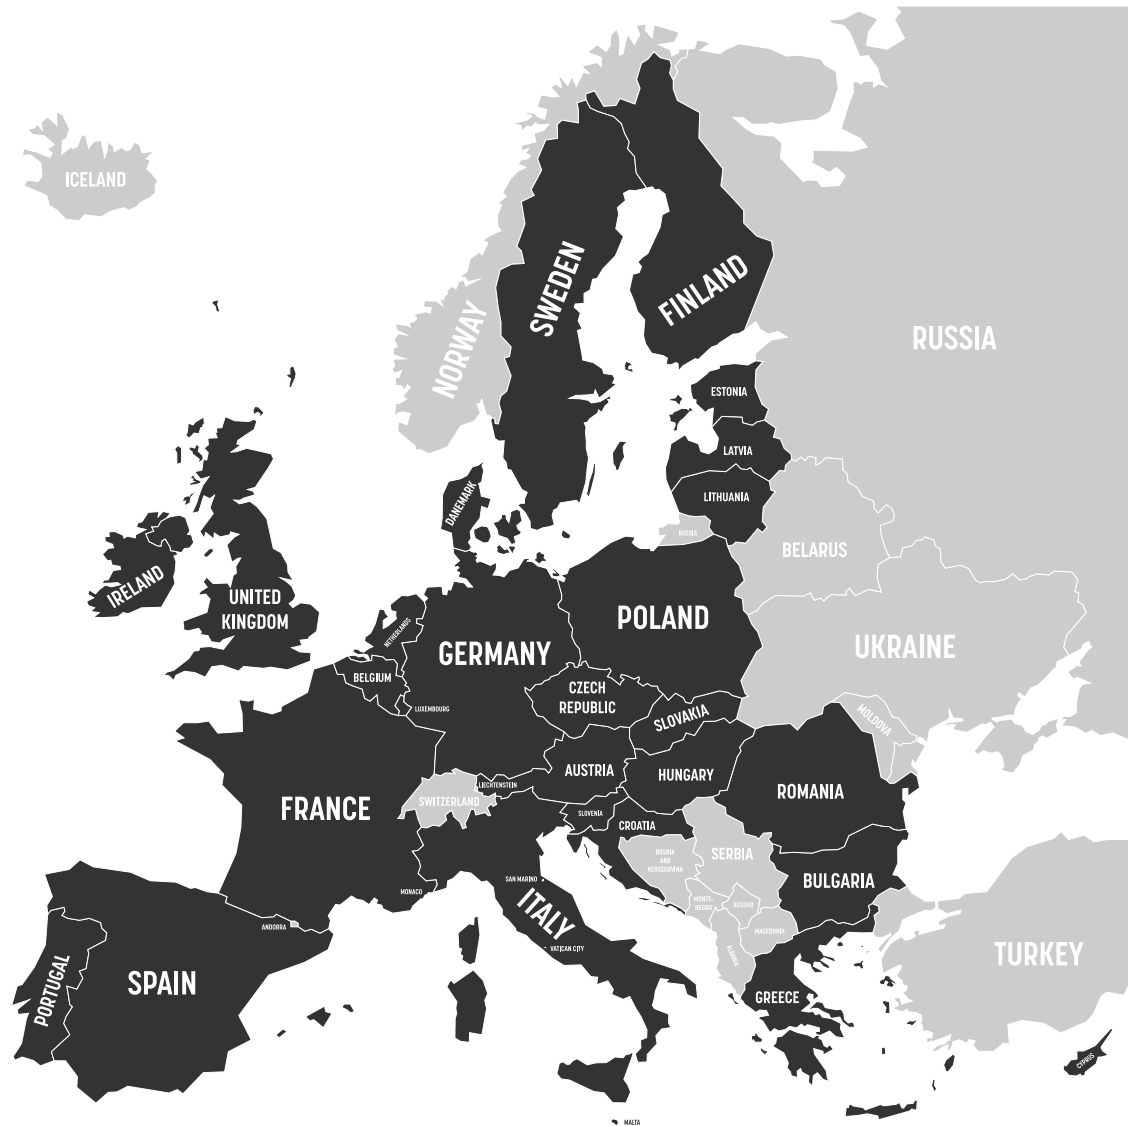 ICELAND
SWEDEN
FINLAND
NORWAY
RUSSIA
ESTONIA
LATVIA
LITHUANIA
DANEMARK
RUSSIA
BELARUS
IRELAND
UNITED
KINGDOM
NETHERLANDS
POLAND
GERMANY
UKRAINE
BELGIUM
CZECH
REPUBLIC
LUXEMBOURG
SLOVAKIA
MOLDOVA
AUSTRIA
HUNGARY
LIECHTENSTEIN
ROMANIA
SWITZERLAND
FRANCE
SLOVENIA
CROATIA
BOSNIA
AND
HERCEGOVINA
SERBIA
SAN MARINO
BULGARIA
MONACO
ITALY
MONTE-
NEGRO
KOSOVO
ANDORRA
MACEDONIA
VATICAN CITY
ALBANIA
TURKEY
SPAIN
PORTUGAL
GREECE
CYPRUS
MALTA